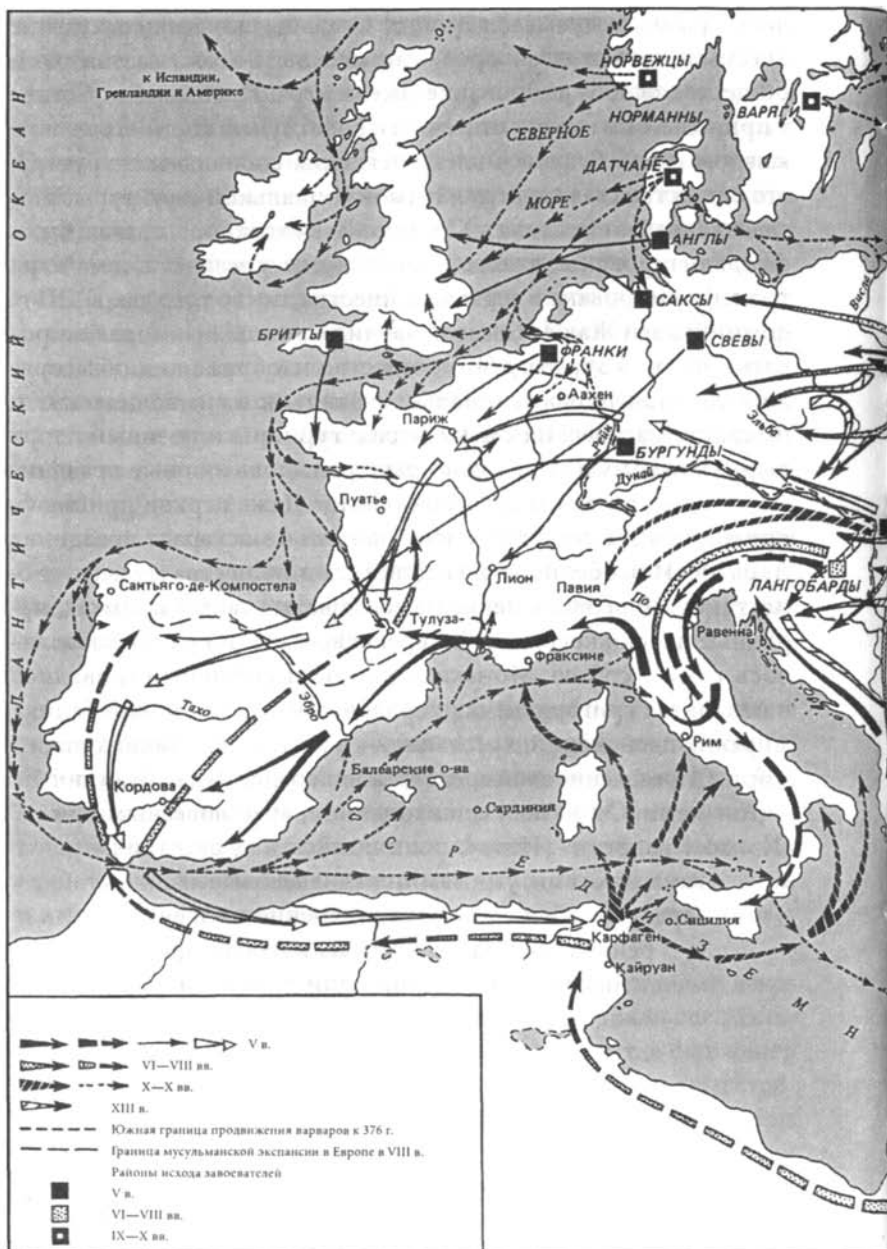 к Исландии,
Гренландии и Америке
НОРВЕЖЦЫ
НОРМАННЫ
ВАРЯГИ
СЕВЕРНОЕ
МОРЕ
ДАТЧАНЕ
АНГЛЫ
САКСЫ
АТЛАНТИЧЕСКИЙ ОКЕАН
БРИТТЫ
ФРАНКИ
СВЕВЫ
Висла
Эльба
Аахен
Париж
Рейн
БУРГУНДЫ
Дунай
Пуатье
Лион
Павия
По
ЛАНГОБАРДЫ
Сантьяго-де-Компостела
Тулуза
Равенна
Фраксине
Эбро
Тахо
Рим
Балеарские о-ва
Кордова
Сардиния
С Р Е Д И З Е М Н
Сицилия
Карфаген
Кайруан
V в.
VI—VIII вв.
X—X вв.
XIII в.
Южная граница продвижения варваров к 376 г.
Граница мусульманской экспансии в Европе в VIII в.
Районы исхода завоевателей
V в.
VI—VIII вв.
IX—X вв.